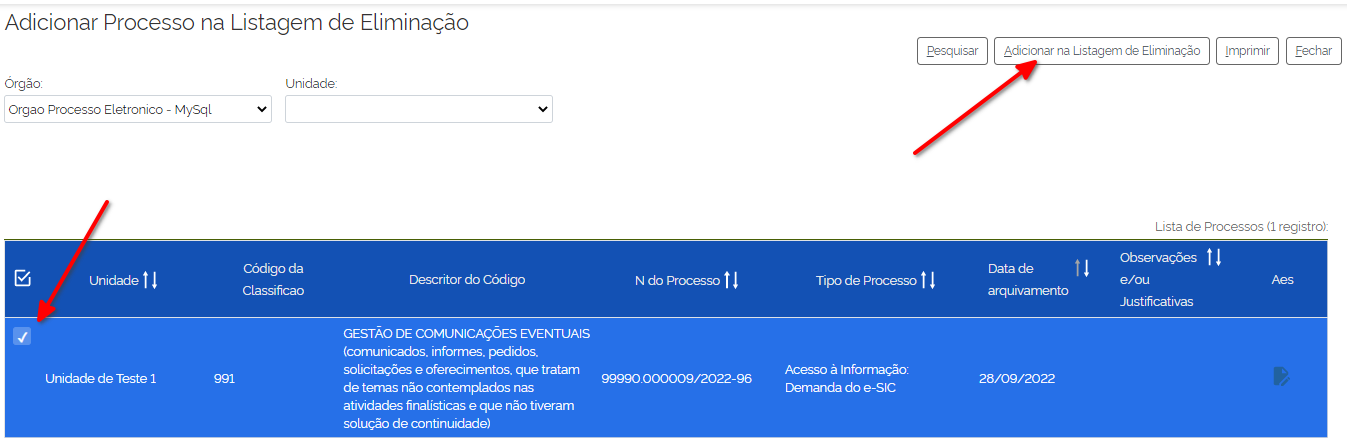 Adicionar Processo na Listagem de Eliminação
Pesquisar
Adicionar na Listagem de Eliminação
Imprimir
Fechar
Órgão:
Unidade:
Orgao Processo Eletronico - MySql
Lista de Processos (1 registro):
Unidade
Código da
Classificao
Descritor do Código
N do Processo
Tipo de Processo
Data de
arquivamento
Observações
e/ou
Justificativas
Aes
Unidade de Teste 1
991
GESTÃO DE COMUNICAÇÕES EVENTUAIS
(comunicados, informes, pedidos,
solicitações e oferecimentos, que tratam
de temas não contemplados nas
atividades finalísticas e que não tiveram
solução de continuidade)
99990.000009/2022-96
Acesso à Informação:
Demanda do e-SIC
28/09/2022